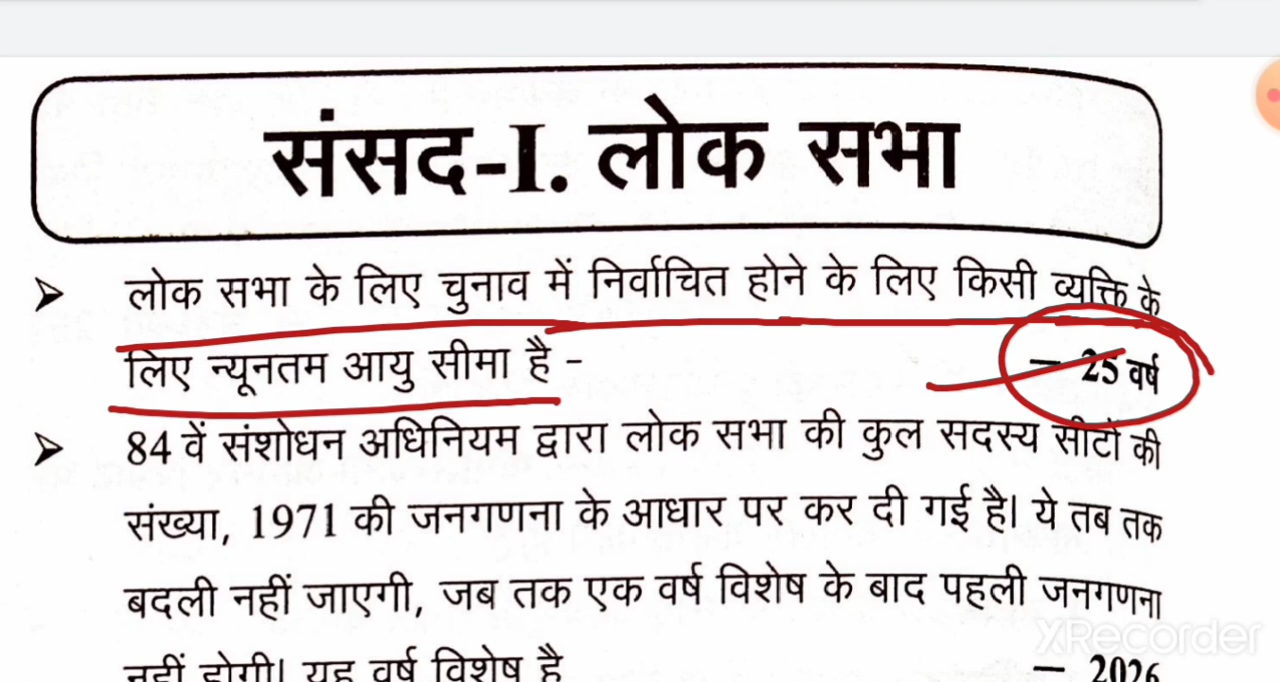 संसद-I. लोक सभा
➢ लोक सभा के लिए चुनाव में निर्वाचित होने के लिए किसी व्यक्ति के
लिए न्यूनतम आयु सीमा है - – 25 वर्ष
➢ 84 वें संशोधन अधिनियम द्वारा लोक सभा की कुल सदस्य सीटों की
संख्या, 1971 की जनगणना के आधार पर कर दी गई है। ये तब तक
बदली नहीं जाएगी, जब तक एक वर्ष विशेष के बाद पहली जनगणना
नहीं होगी। यह वर्ष विशेष है – 2026
XRecorder